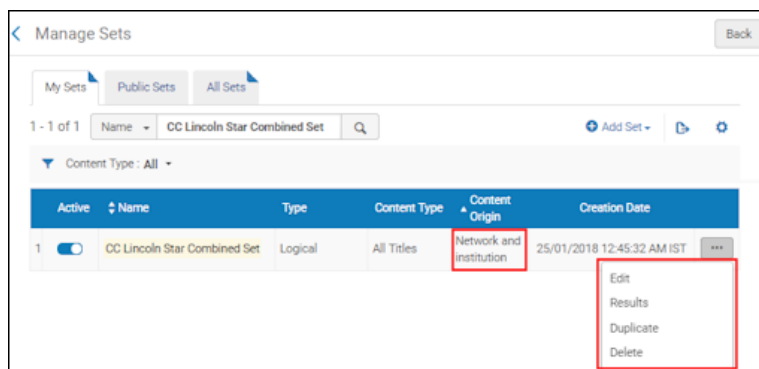 Manage Sets
Back
My Sets Public Sets All Sets
1 - 1 of 1 Name CC Lincoln Star Combined Set Add Set
Content Type : All
Active Name Type Content Type Content Origin Creation Date
1 CC Lincoln Star Combined Set Logical All Titles Network and institution 25/01/2018 12:45:32 AM IST
Edit
Results
Duplicate
Delete